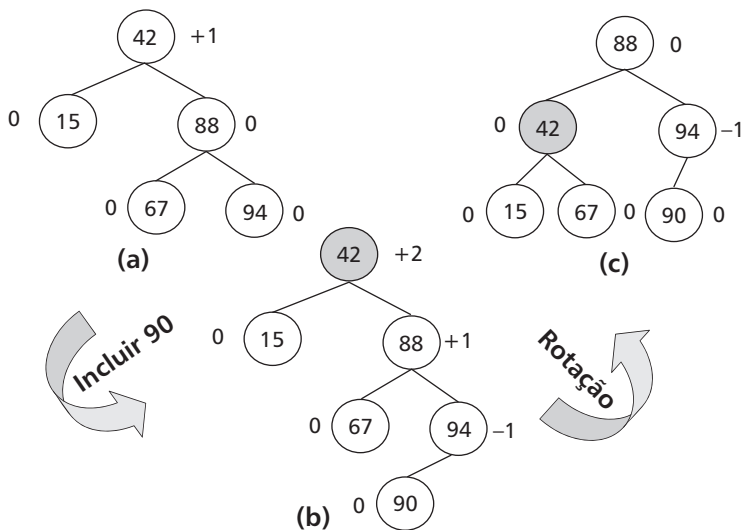 42 +1
0 15 88 0
0 67 94 0
(a)
88 0
0 42 94 −1
0 15 67 0 90 0
(c)
Incluir 90
42 +2
0 15 88 +1
0 67 94 −1
0 90
(b)
Rotação